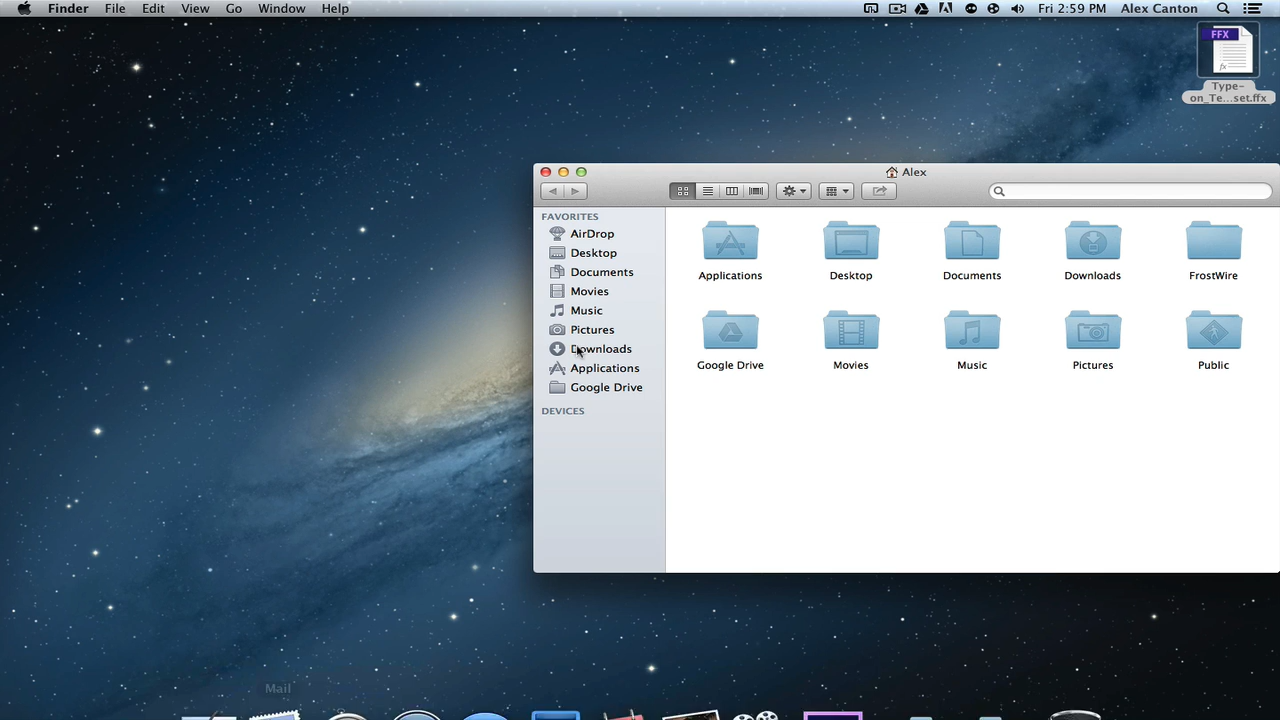 Finder File Edit View Go Window Help Fri 2:59 PM Alex Canton
FFX
fx
Type-
on_Te...set.ffx
Alex
FAVORITES
AirDrop
Desktop
Documents
Movies
Music
Pictures
Downloads
Applications
Google Drive
DEVICES
Applications Desktop Documents Downloads FrostWire
Google Drive Movies Music Pictures Public
Mail